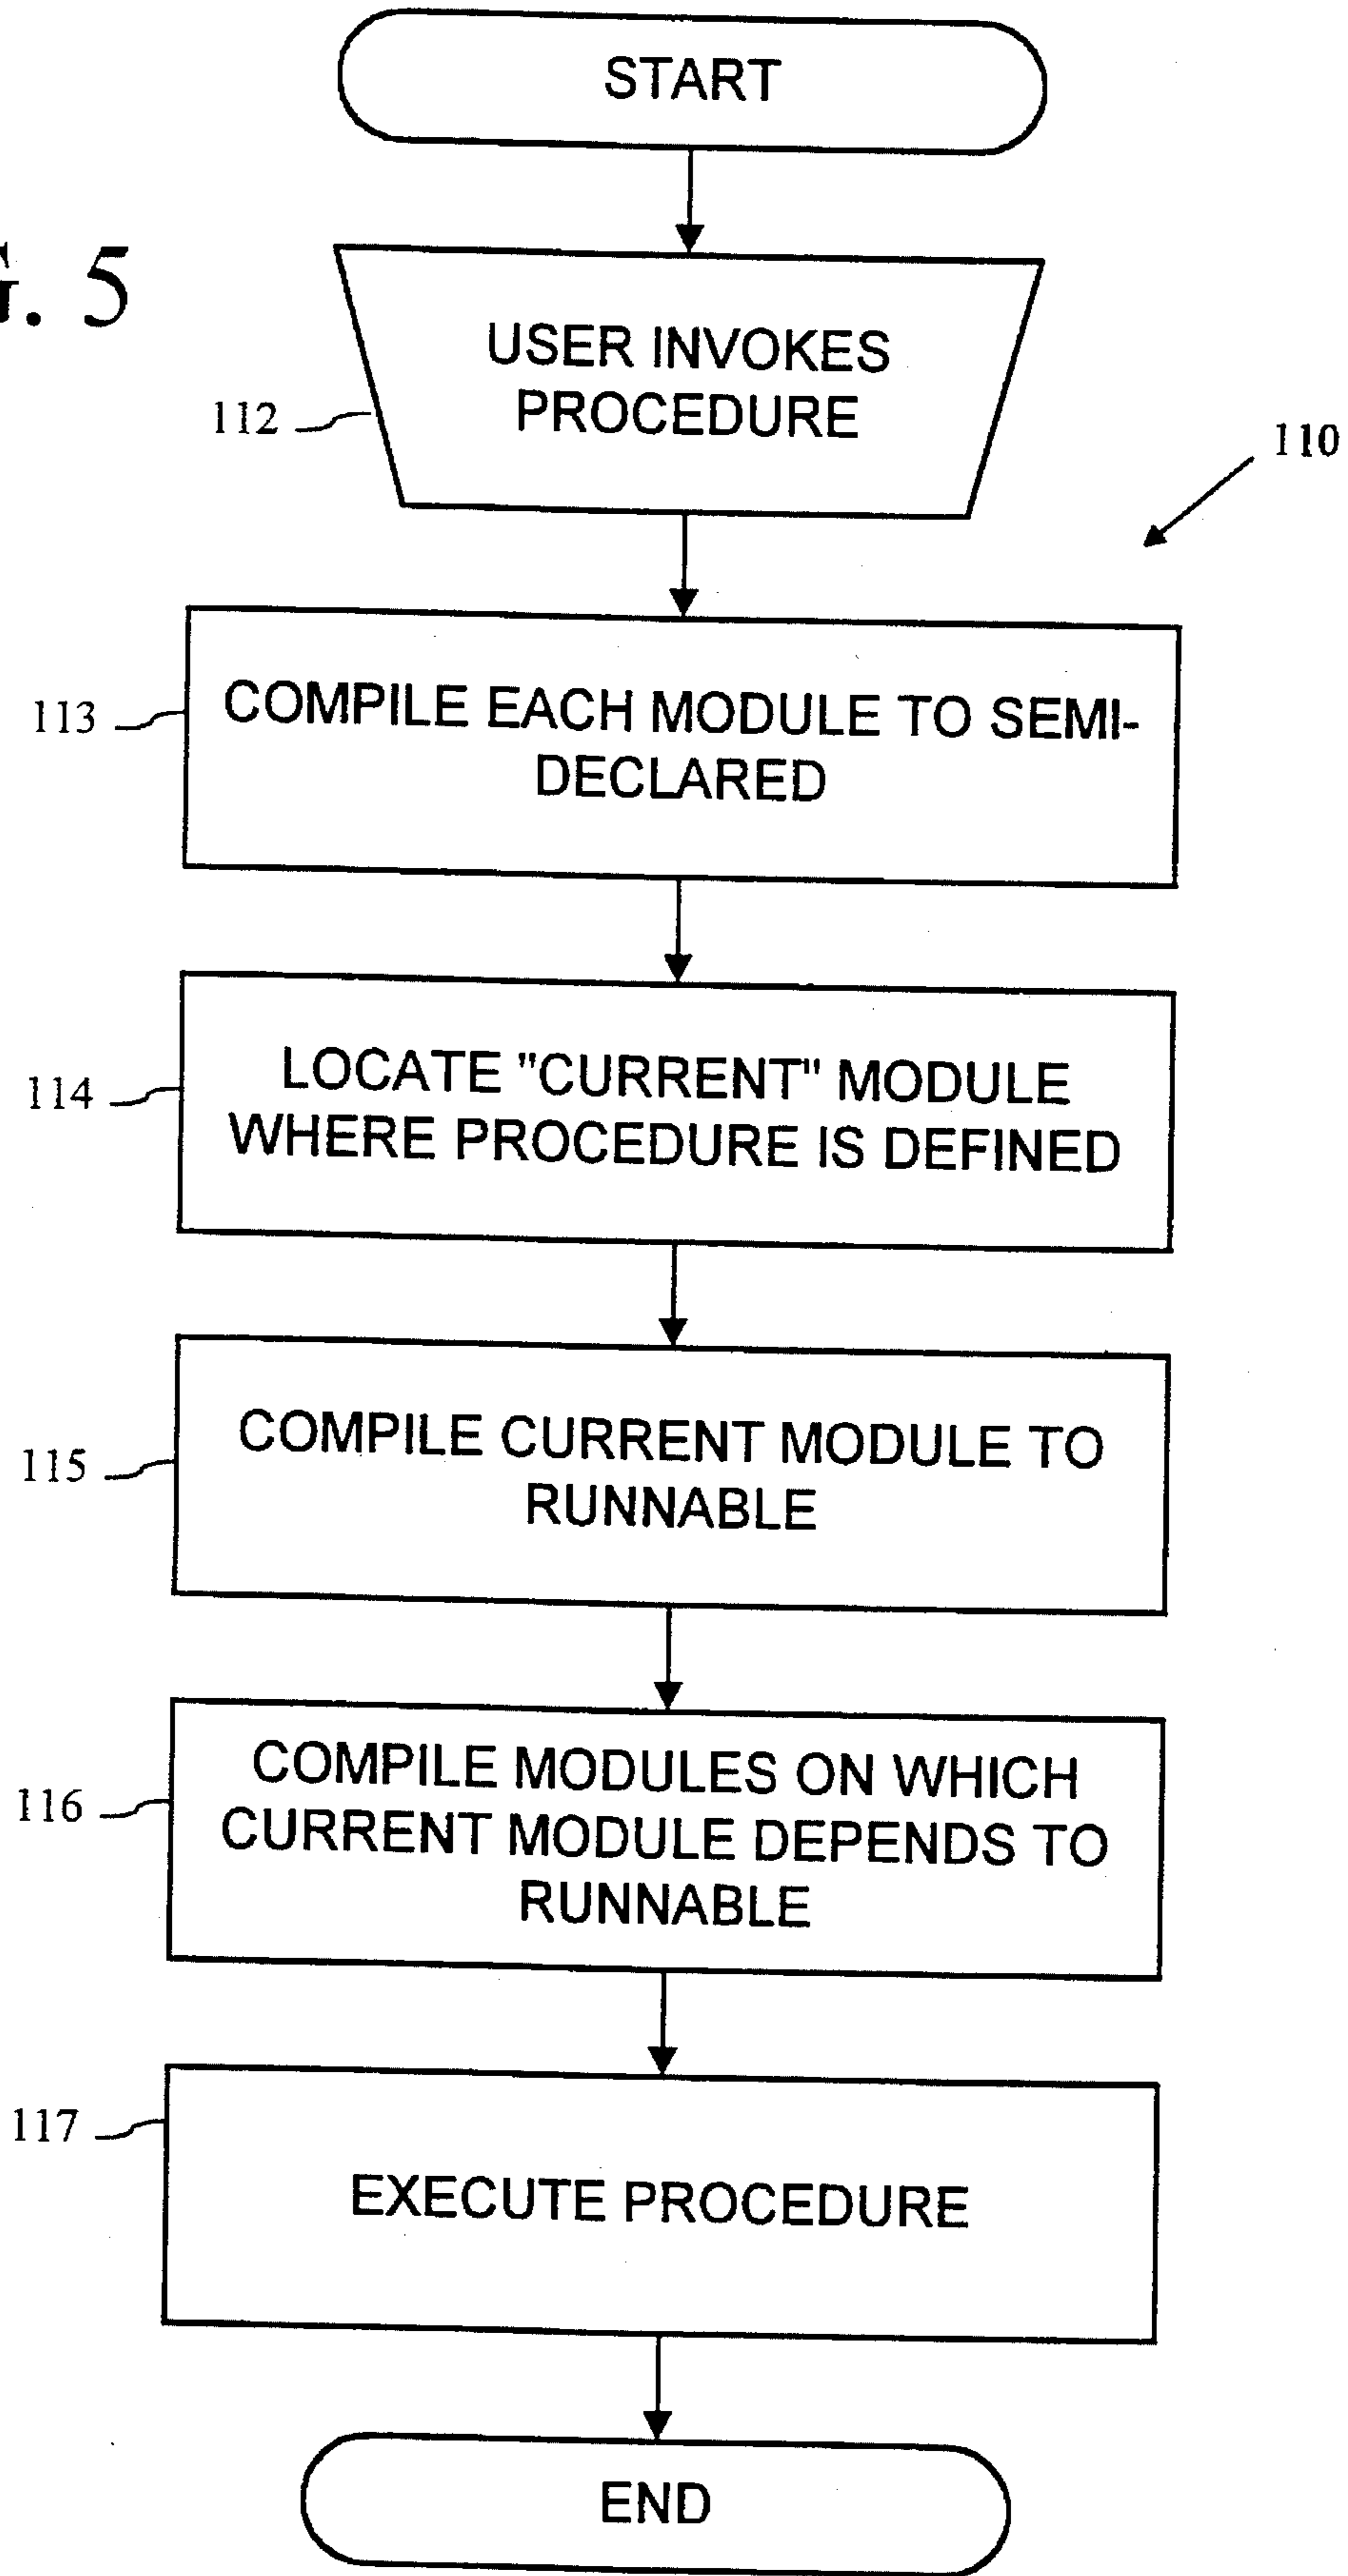 START
G. 5
USER INVOKES
PROCEDURE
112
110
COMPILE EACH MODULE TO SEMI-
DECLARED
113
LOCATE "CURRENT" MODULE
WHERE PROCEDURE IS DEFINED
114
COMPILE CURRENT MODULE TO
RUNNABLE
115
COMPILE MODULES ON WHICH
CURRENT MODULE DEPENDS TO
RUNNABLE
116
EXECUTE PROCEDURE
117
END